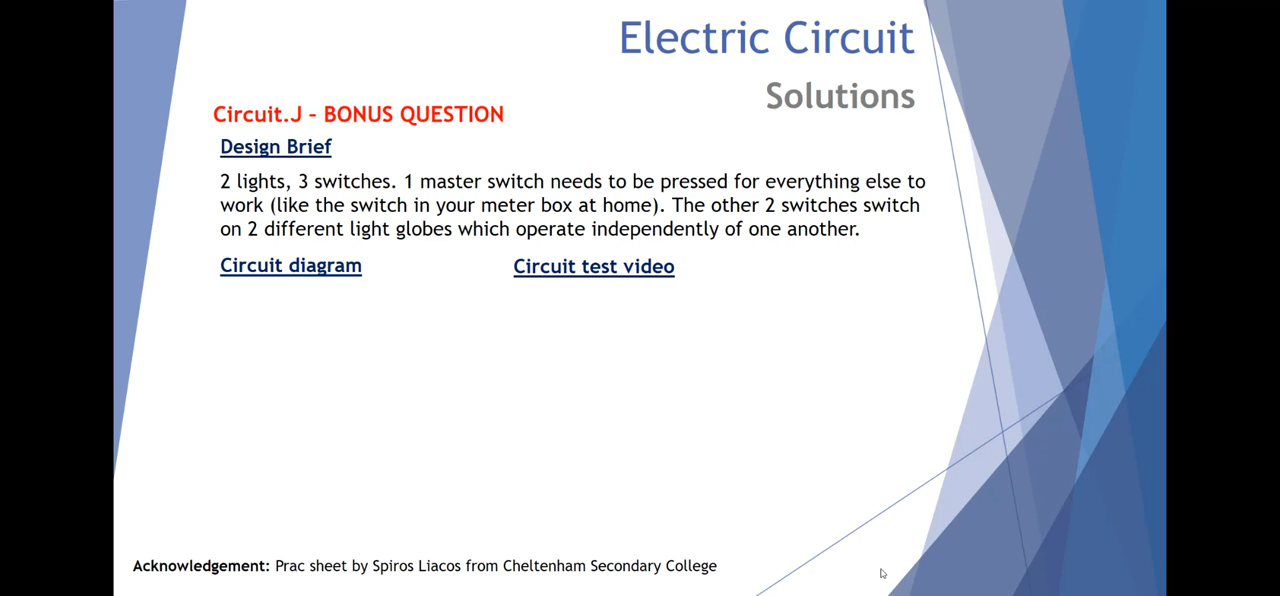 Electric Circuit
Solutions
Circuit.J – BONUS QUESTION
Design Brief
2 lights, 3 switches. 1 master switch needs to be pressed for everything else to
work (like the switch in your meter box at home). The other 2 switches switch
on 2 different light globes which operate independently of one another.
Circuit diagram
Circuit test video
Acknowledgement: Prac sheet by Spiros Liacos from Cheltenham Secondary College